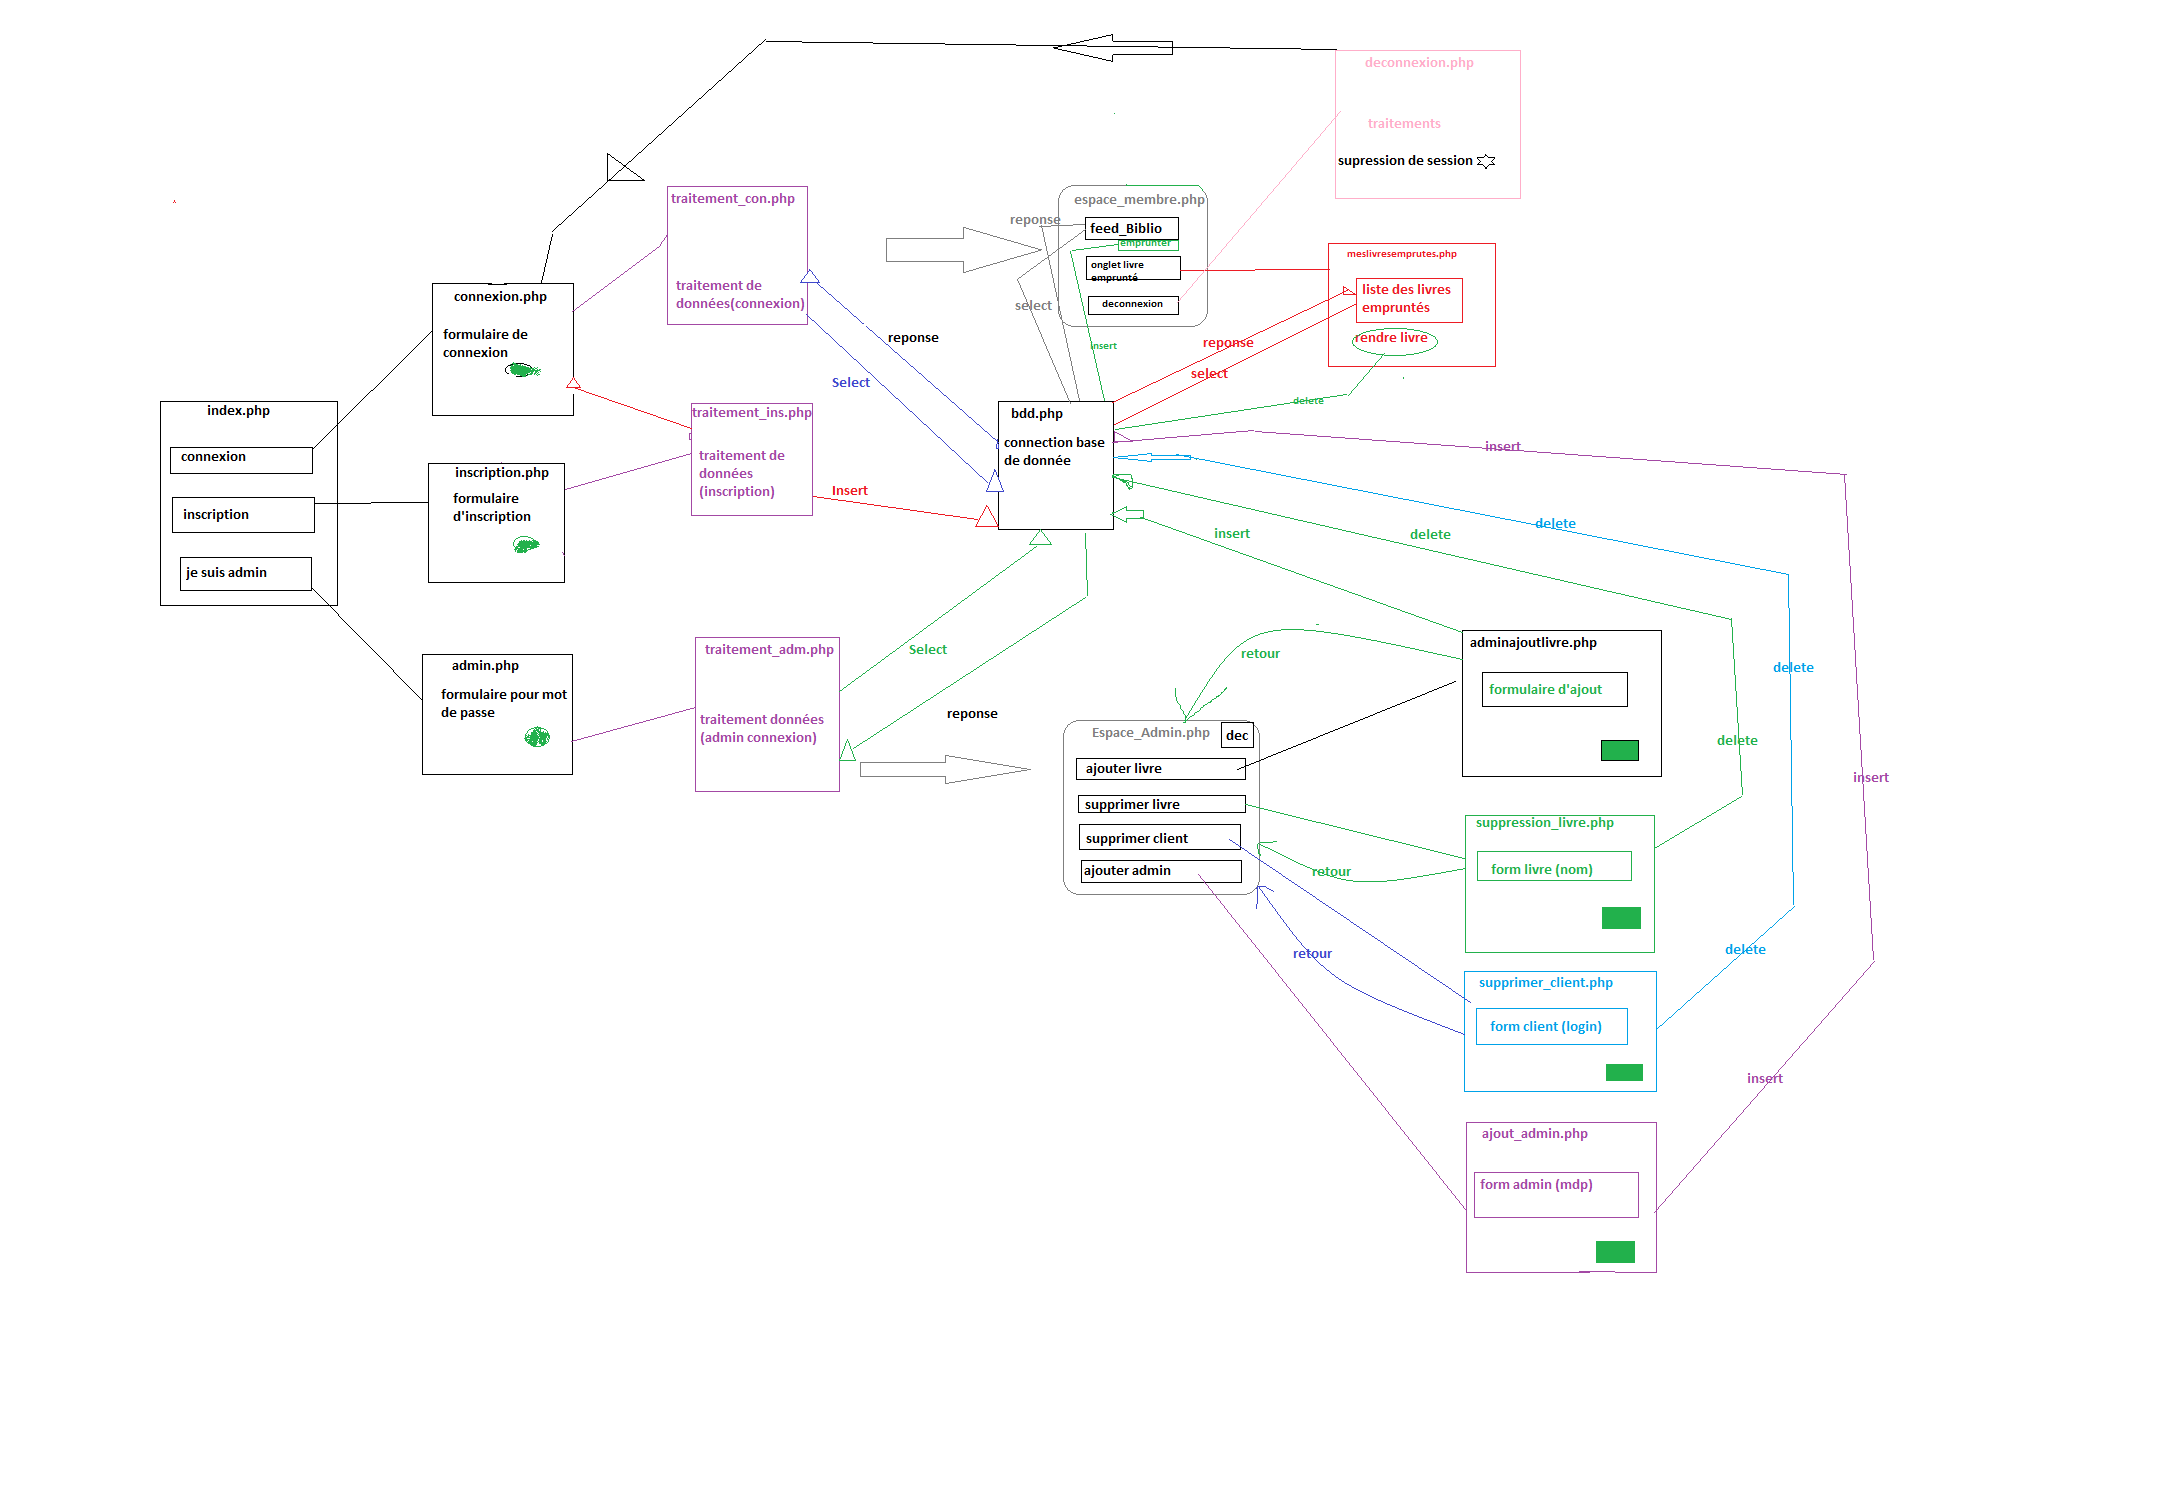 deconnexion.php
traitements
supression de session
traitement_con.php
traitement de
données(connexion)
espace_membre.php
reponse
feed_Biblio
emprunter
onglet livre
emprunté
deconnexion
select
insert
meslivresemprutes.php
liste des livres
empruntés
rendre livre
reponse
select
delete
connexion.php
formulaire de
connexion
reponse
Select
index.php
connexion
inscription
je suis admin
inscription.php
formulaire
d'inscription
traitement_ins.php
traitement de
données
(inscription)
Insert
bdd.php
connection base
de donnée
insert
delete
delete
insert
admin.php
formulaire pour mot
de passe
traitement_adm.php
traitement données
(admin connexion)
Select
reponse
retour
Espace_Admin.php
dec
ajouter livre
supprimer livre
supprimer client
ajouter admin
adminajoutlivre.php
formulaire d'ajout
delete
delete
insert
suppression_livre.php
form livre (nom)
retour
retour
delete
supprimer_client.php
form client (login)
insert
ajout_admin.php
form admin (mdp)